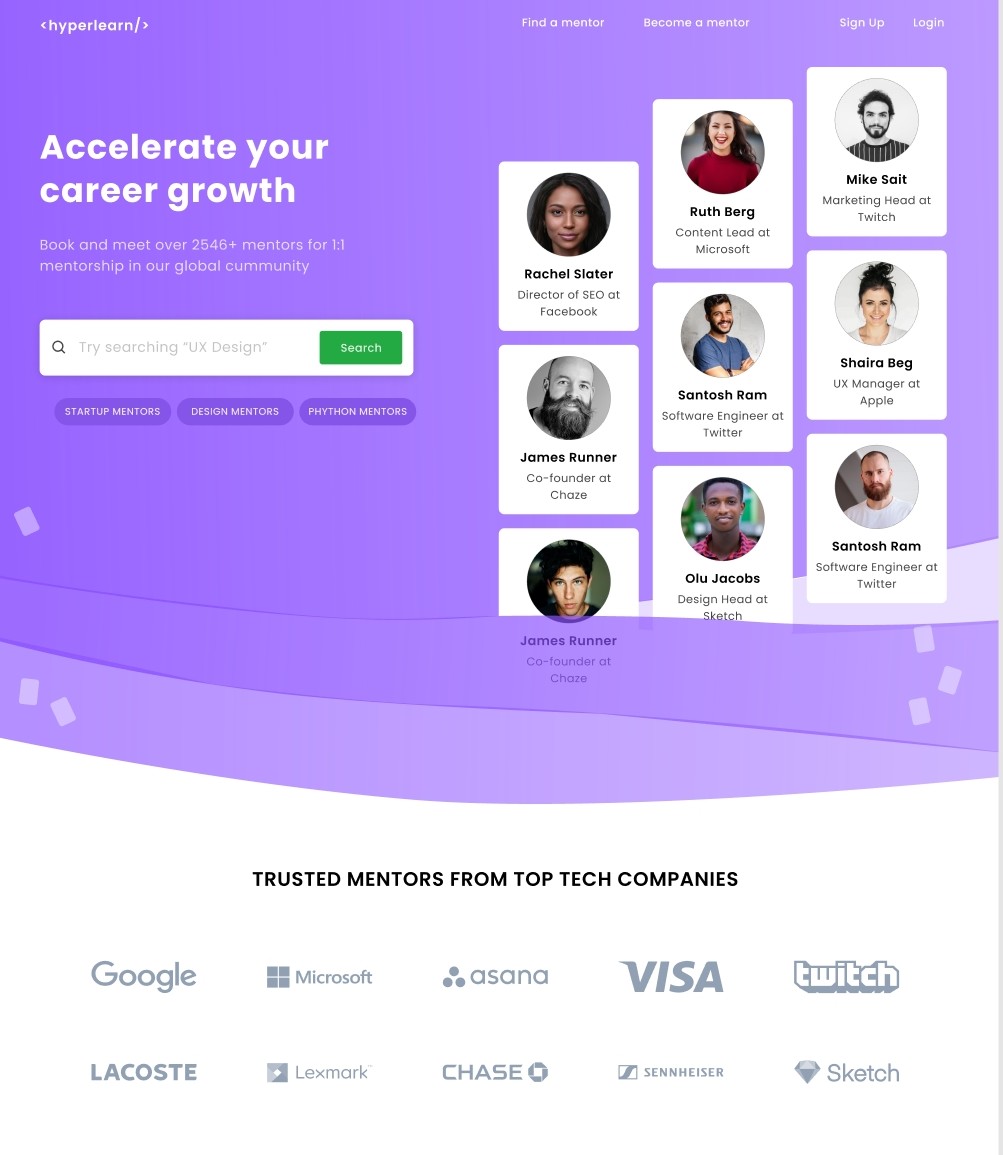 <hyperlearn/>
Find a mentor
Become a mentor
Sign Up
Login
Accelerate your
career growth
Book and meet over 2546+ mentors for 1:1
mentorship in our global cummunity
Try searching “UX Design”
Search
STARTUP MENTORS
DESIGN MENTORS
PHYTHON MENTORS
Rachel Slater
Director of SEO at
Facebook
James Runner
Co-founder at
Chaze
James Runner
Co-founder at
Chaze
Ruth Berg
Content Lead at
Microsoft
Santosh Ram
Software Engineer at
Twitter
Olu Jacobs
Design Head at
Sketch
Mike Sait
Marketing Head at
Twitch
Shaira Beg
UX Manager at
Apple
Santosh Ram
Software Engineer at
Twitter
TRUSTED MENTORS FROM TOP TECH COMPANIES
Google
Microsoft
asana
VISA
twitch
LACOSTE
Lexmark™
CHASE
SENNHEISER
Sketch